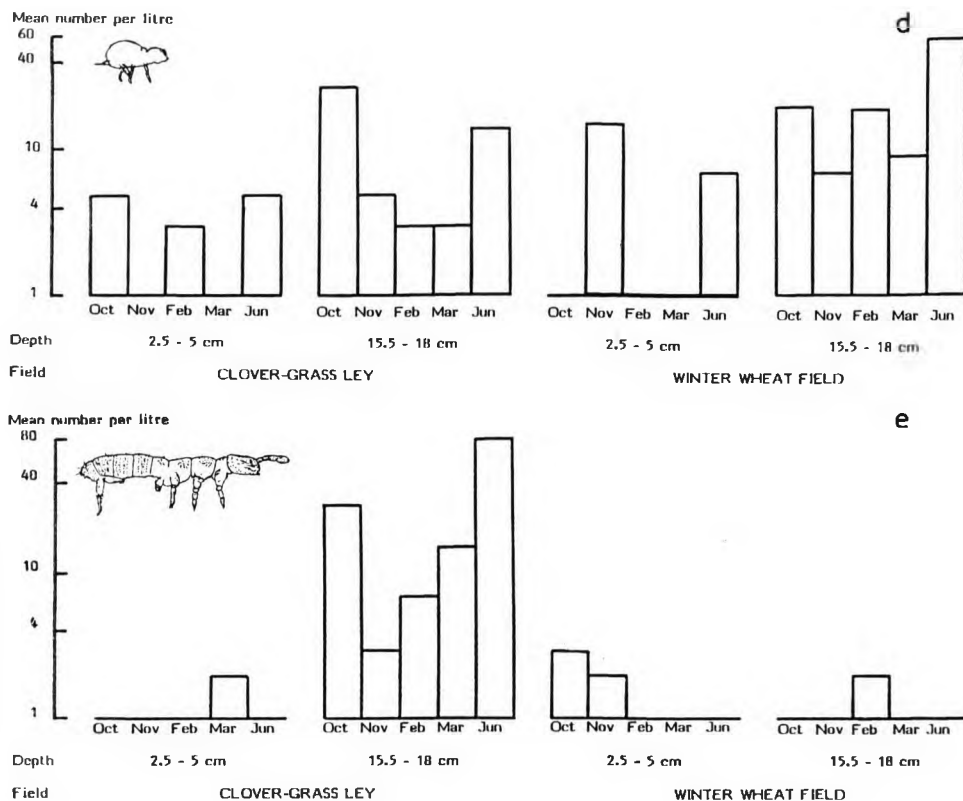 Mean number per litre
d
60
40
10
4
1
Oct Nov Feb Mar Jun Oct Nov Feb Mar Jun Oct Nov Feb Mar Jun Oct Nov Feb Mar Jun
Depth 2.5 - 5 cm 15.5 - 18 cm 2.5 - 5 cm 15.5 - 18 cm
Field CLOVER-GRASS LEY WINTER WHEAT FIELD
Mean number per litre
e
80
40
10
4
1
Oct Nov Feb Mar Jun Oct Nov Feb Mar Jun Oct Nov Feb Mar Jun Oct Nov Feb Mar Jun
Depth 2.5 - 5 cm 15.5 - 18 cm 2.5 - 5 cm 15.5 - 18 cm
Field CLOVER-GRASS LEY WINTER WHEAT FIELD